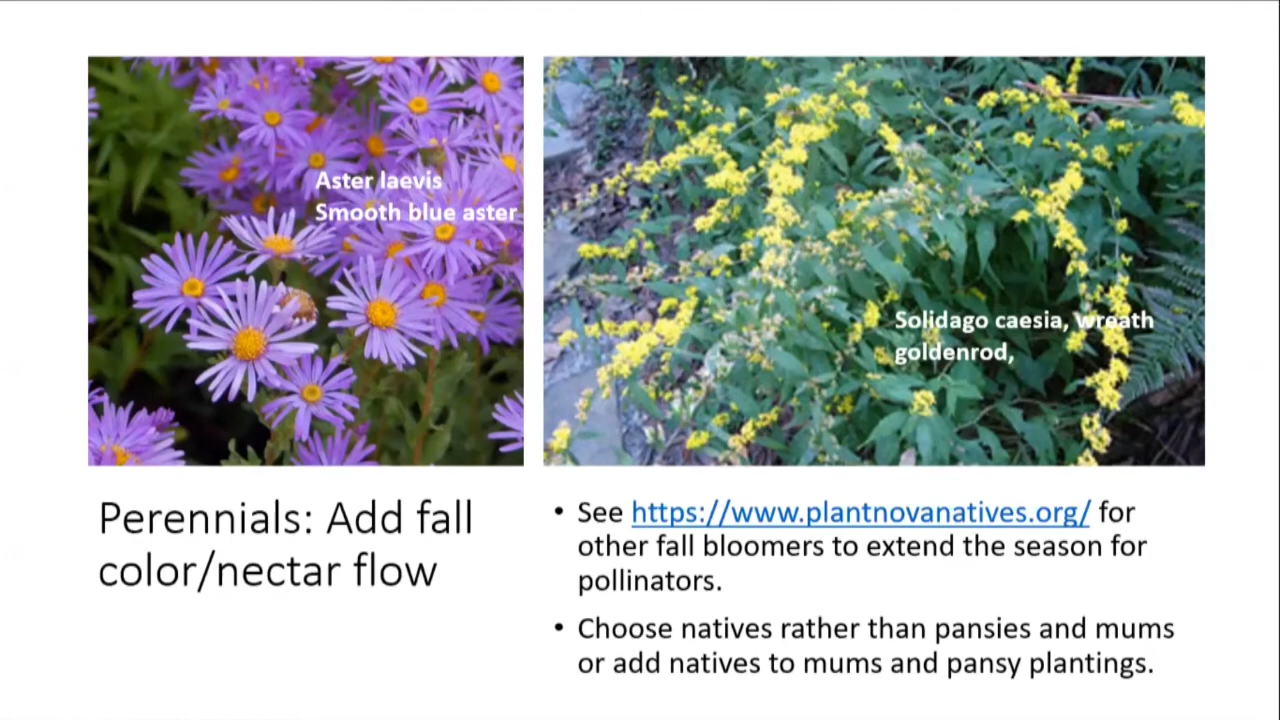 Aster laevis
Smooth blue aster
Solidago caesia, wreath
goldenrod,
Perennials: Add fall
color/nectar flow
• See https://www.plantnovanatives.org/ for
other fall bloomers to extend the season for
pollinators.
• Choose natives rather than pansies and mums
or add natives to mums and pansy plantings.